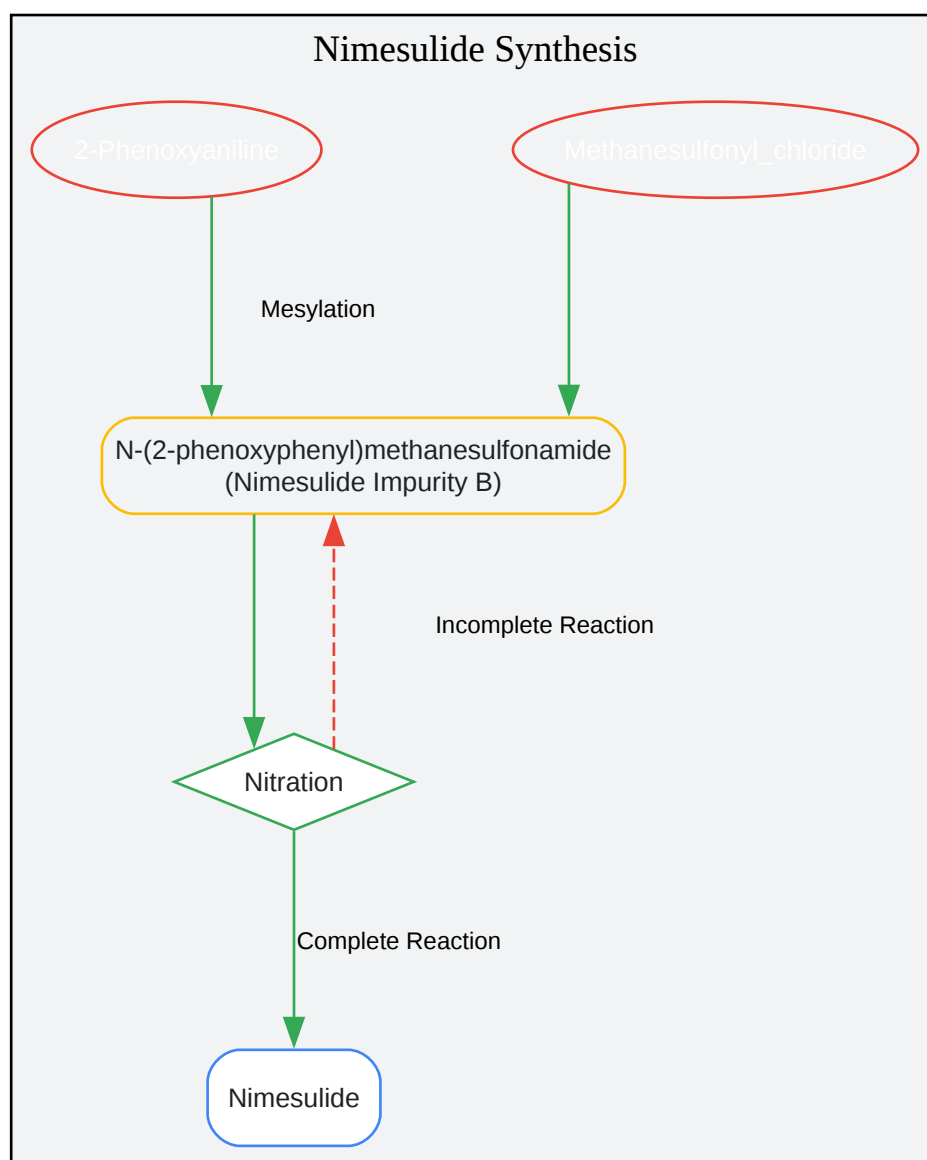 Nimesulide Synthesis
2-Phenoxyaniline
Methanesulfonyl_chloride
Mesylation
N-(2-phenoxyphenyl)methanesulfonamide
(Nimesulide Impurity B)
Incomplete Reaction
Nitration
Complete Reaction
Nimesulide